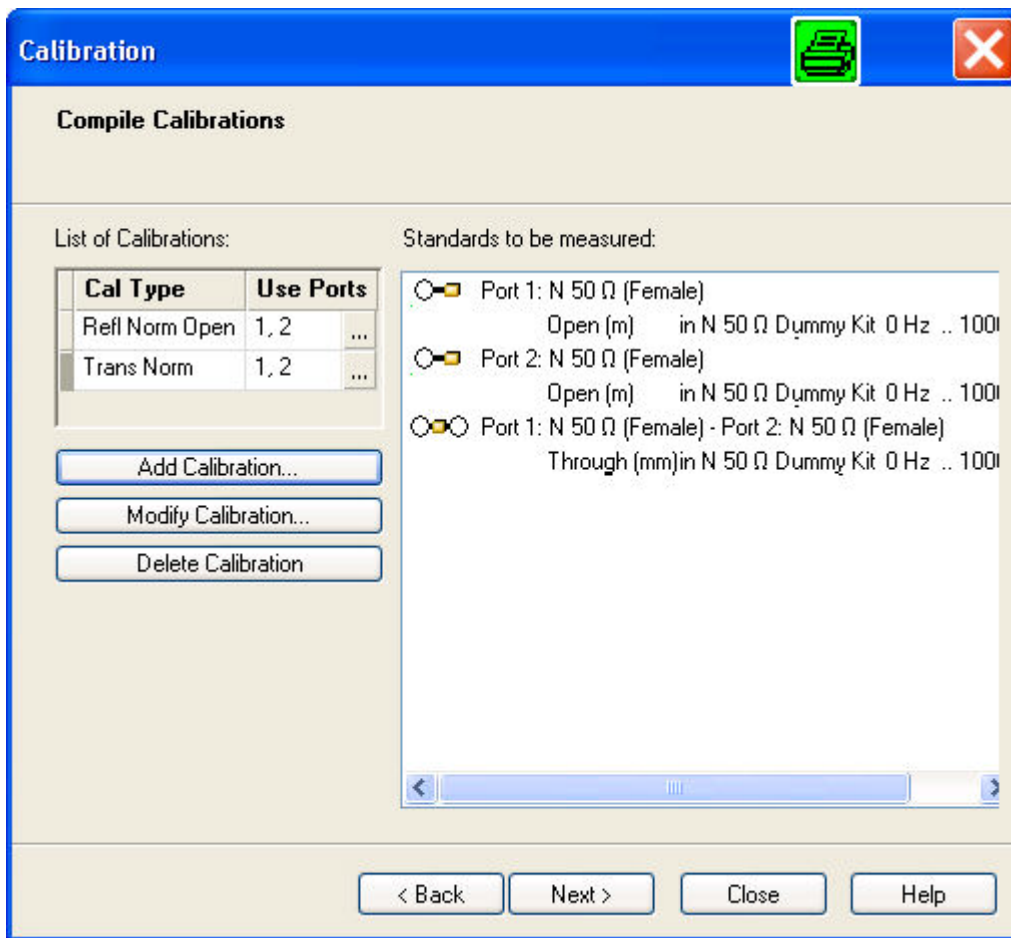 Calibration
Compile Calibrations
List of Calibrations:
Cal Type Use Ports
Refl Norm Open 1, 2 ...
Trans Norm 1, 2 ...
Add Calibration...
Modify Calibration...
Delete Calibration
Standards to be measured:
Port 1: N 50 Ω (Female)
Open (m) in N 50 Ω Dummy Kit 0 Hz .. 100
Port 2: N 50 Ω (Female)
Open (m) in N 50 Ω Dummy Kit 0 Hz .. 100
Port 1: N 50 Ω (Female) - Port 2: N 50 Ω (Female)
Through (mm)in N 50 Ω Dummy Kit 0 Hz .. 100
< Back Next > Close Help